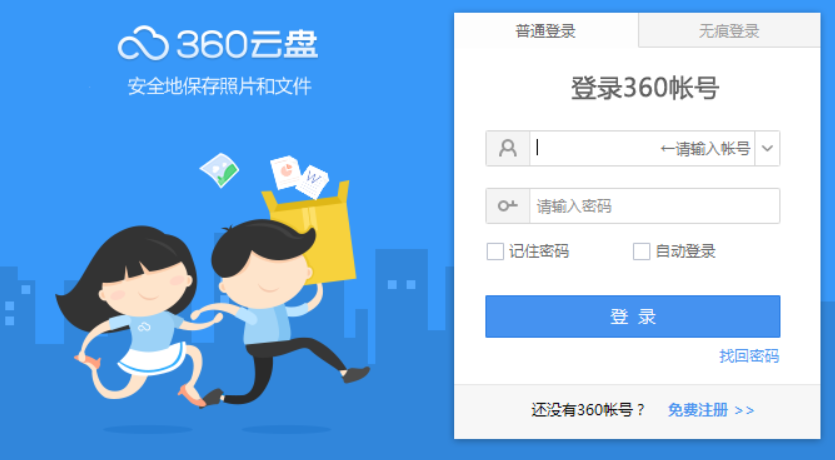 360云盘
安全地保存照片和文件
W
普通登录
无痕登录
登录360帐号
←请输入帐号
请输入密码
记住密码
自动登录
登 录
找回密码
还没有360帐号？ 免费注册 >>